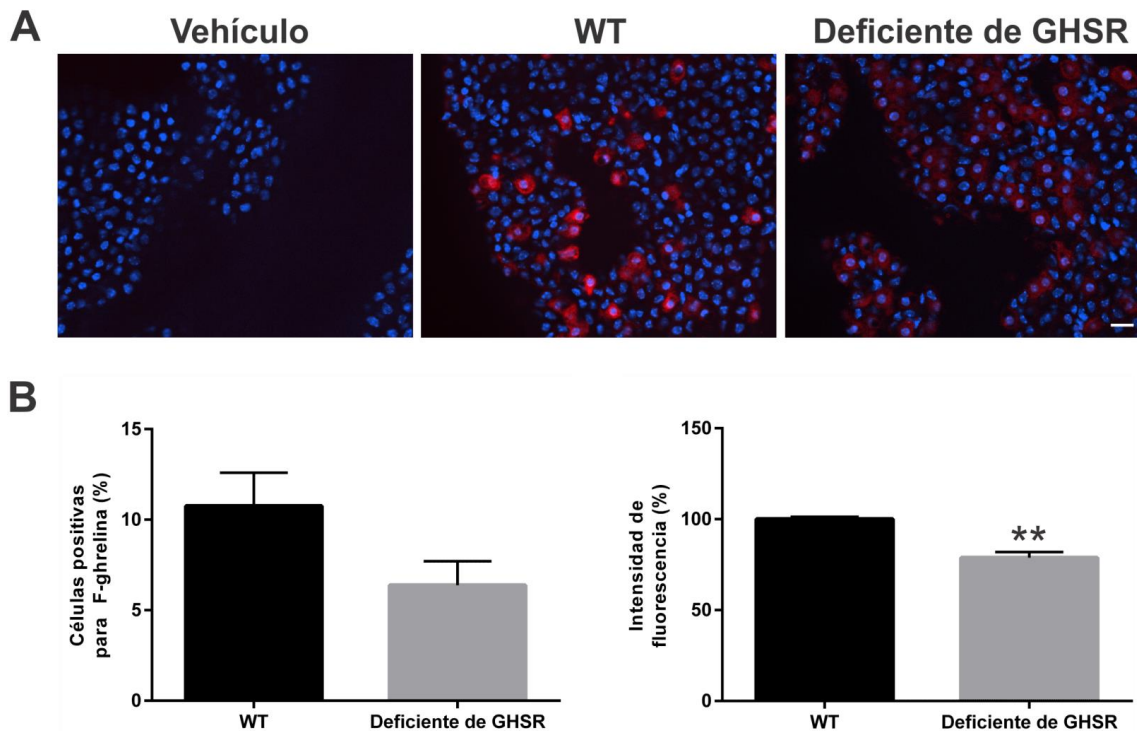 A
Vehículo
WT
Deficiente de GHSR
B
Células positivas
para F-ghrelina (%)
15
10
5
0
WT
Deficiente de GHSR
Intensidad de
fluorescencia (%)
150
100
50
0
**
WT
Deficiente de GHSR